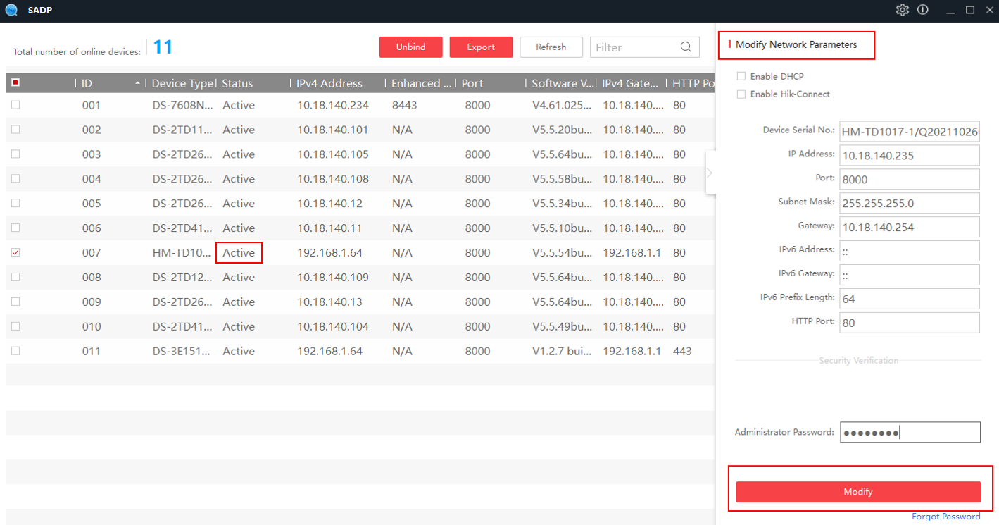 SADP
Total number of online devices: 11
Unbind Export Refresh Filter
ID Device Type Status IPv4 Address Enhanced ... Port Software V... IPv4 Gate... HTTP Po
001 DS-7608N... Active 10.18.140.234 8443 8000 V4.61.025... 10.18.140.... 80
002 DS-2TD11... Active 10.18.140.101 N/A 8000 V5.5.20bu... 10.18.140.... 80
003 DS-2TD26... Active 10.18.140.105 N/A 8000 V5.5.64bu... 10.18.140.... 80
004 DS-2TD26... Active 10.18.140.108 N/A 8000 V5.5.58bu... 10.18.140.... 80
005 DS-2TD26... Active 10.18.140.12 N/A 8000 V5.5.34bu... 10.18.140.... 80
006 DS-2TD41... Active 10.18.140.11 N/A 8000 V5.5.10bu... 10.18.140.... 80
007 HM-TD10... Active 192.168.1.64 N/A 8000 V5.5.54bu... 192.168.1.1 80
008 DS-2TD12... Active 10.18.140.109 N/A 8000 V5.5.64bu... 10.18.140.... 80
009 DS-2TD26... Active 10.18.140.13 N/A 8000 V5.5.64bu... 10.18.140.... 80
010 DS-2TD41... Active 10.18.140.104 N/A 8000 V5.5.49bu... 10.18.140.... 80
011 DS-3E151... Active 192.168.1.64 N/A 8000 V1.2.7 bui... 192.168.1.1 443
Modify Network Parameters
Enable DHCP
Enable Hik-Connect
Device Serial No.: HM-TD1017-1/Q20211026
IP Address: 10.18.140.235
Port: 8000
Subnet Mask: 255.255.255.0
Gateway: 10.18.140.254
IPv6 Address: ::
IPv6 Gateway: ::
IPv6 Prefix Length: 64
HTTP Port: 80
Security Verification
Administrator Password: ●●●●●●●●
Modify
Forgot Password